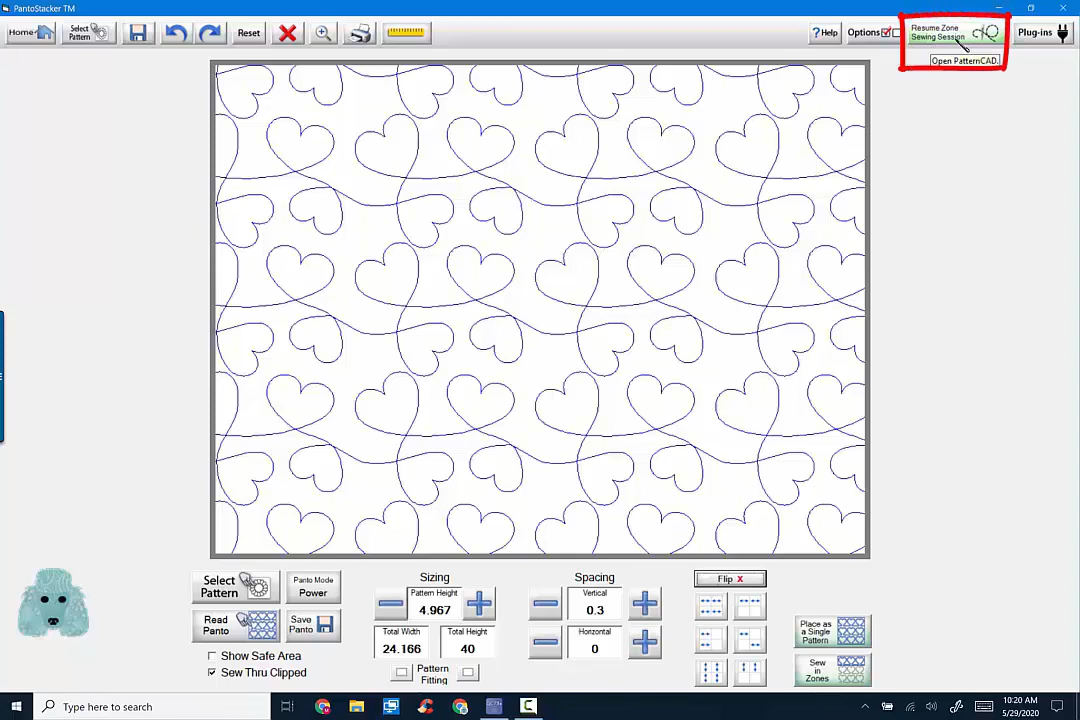 PantoStacker TM
Home
Select
Pattern
Reset
?Help
Options
Resume Zone
Sewing Session
Plug-ins
Open PatternCAD.
Select
Pattern
Panto Mode
Power
Read
Panto
Save
Panto
Show Safe Area
Sew Thru Clipped
Sizing
Pattern Height
4.967
Total Width
24.166
Total Height
40
Pattern
Fitting
Spacing
Vertical
0.3
Horizontal
0
Flip X
Place as
a Single
Pattern
Sew
in
Zones
Type here to search
10:20 AM
5/29/2020